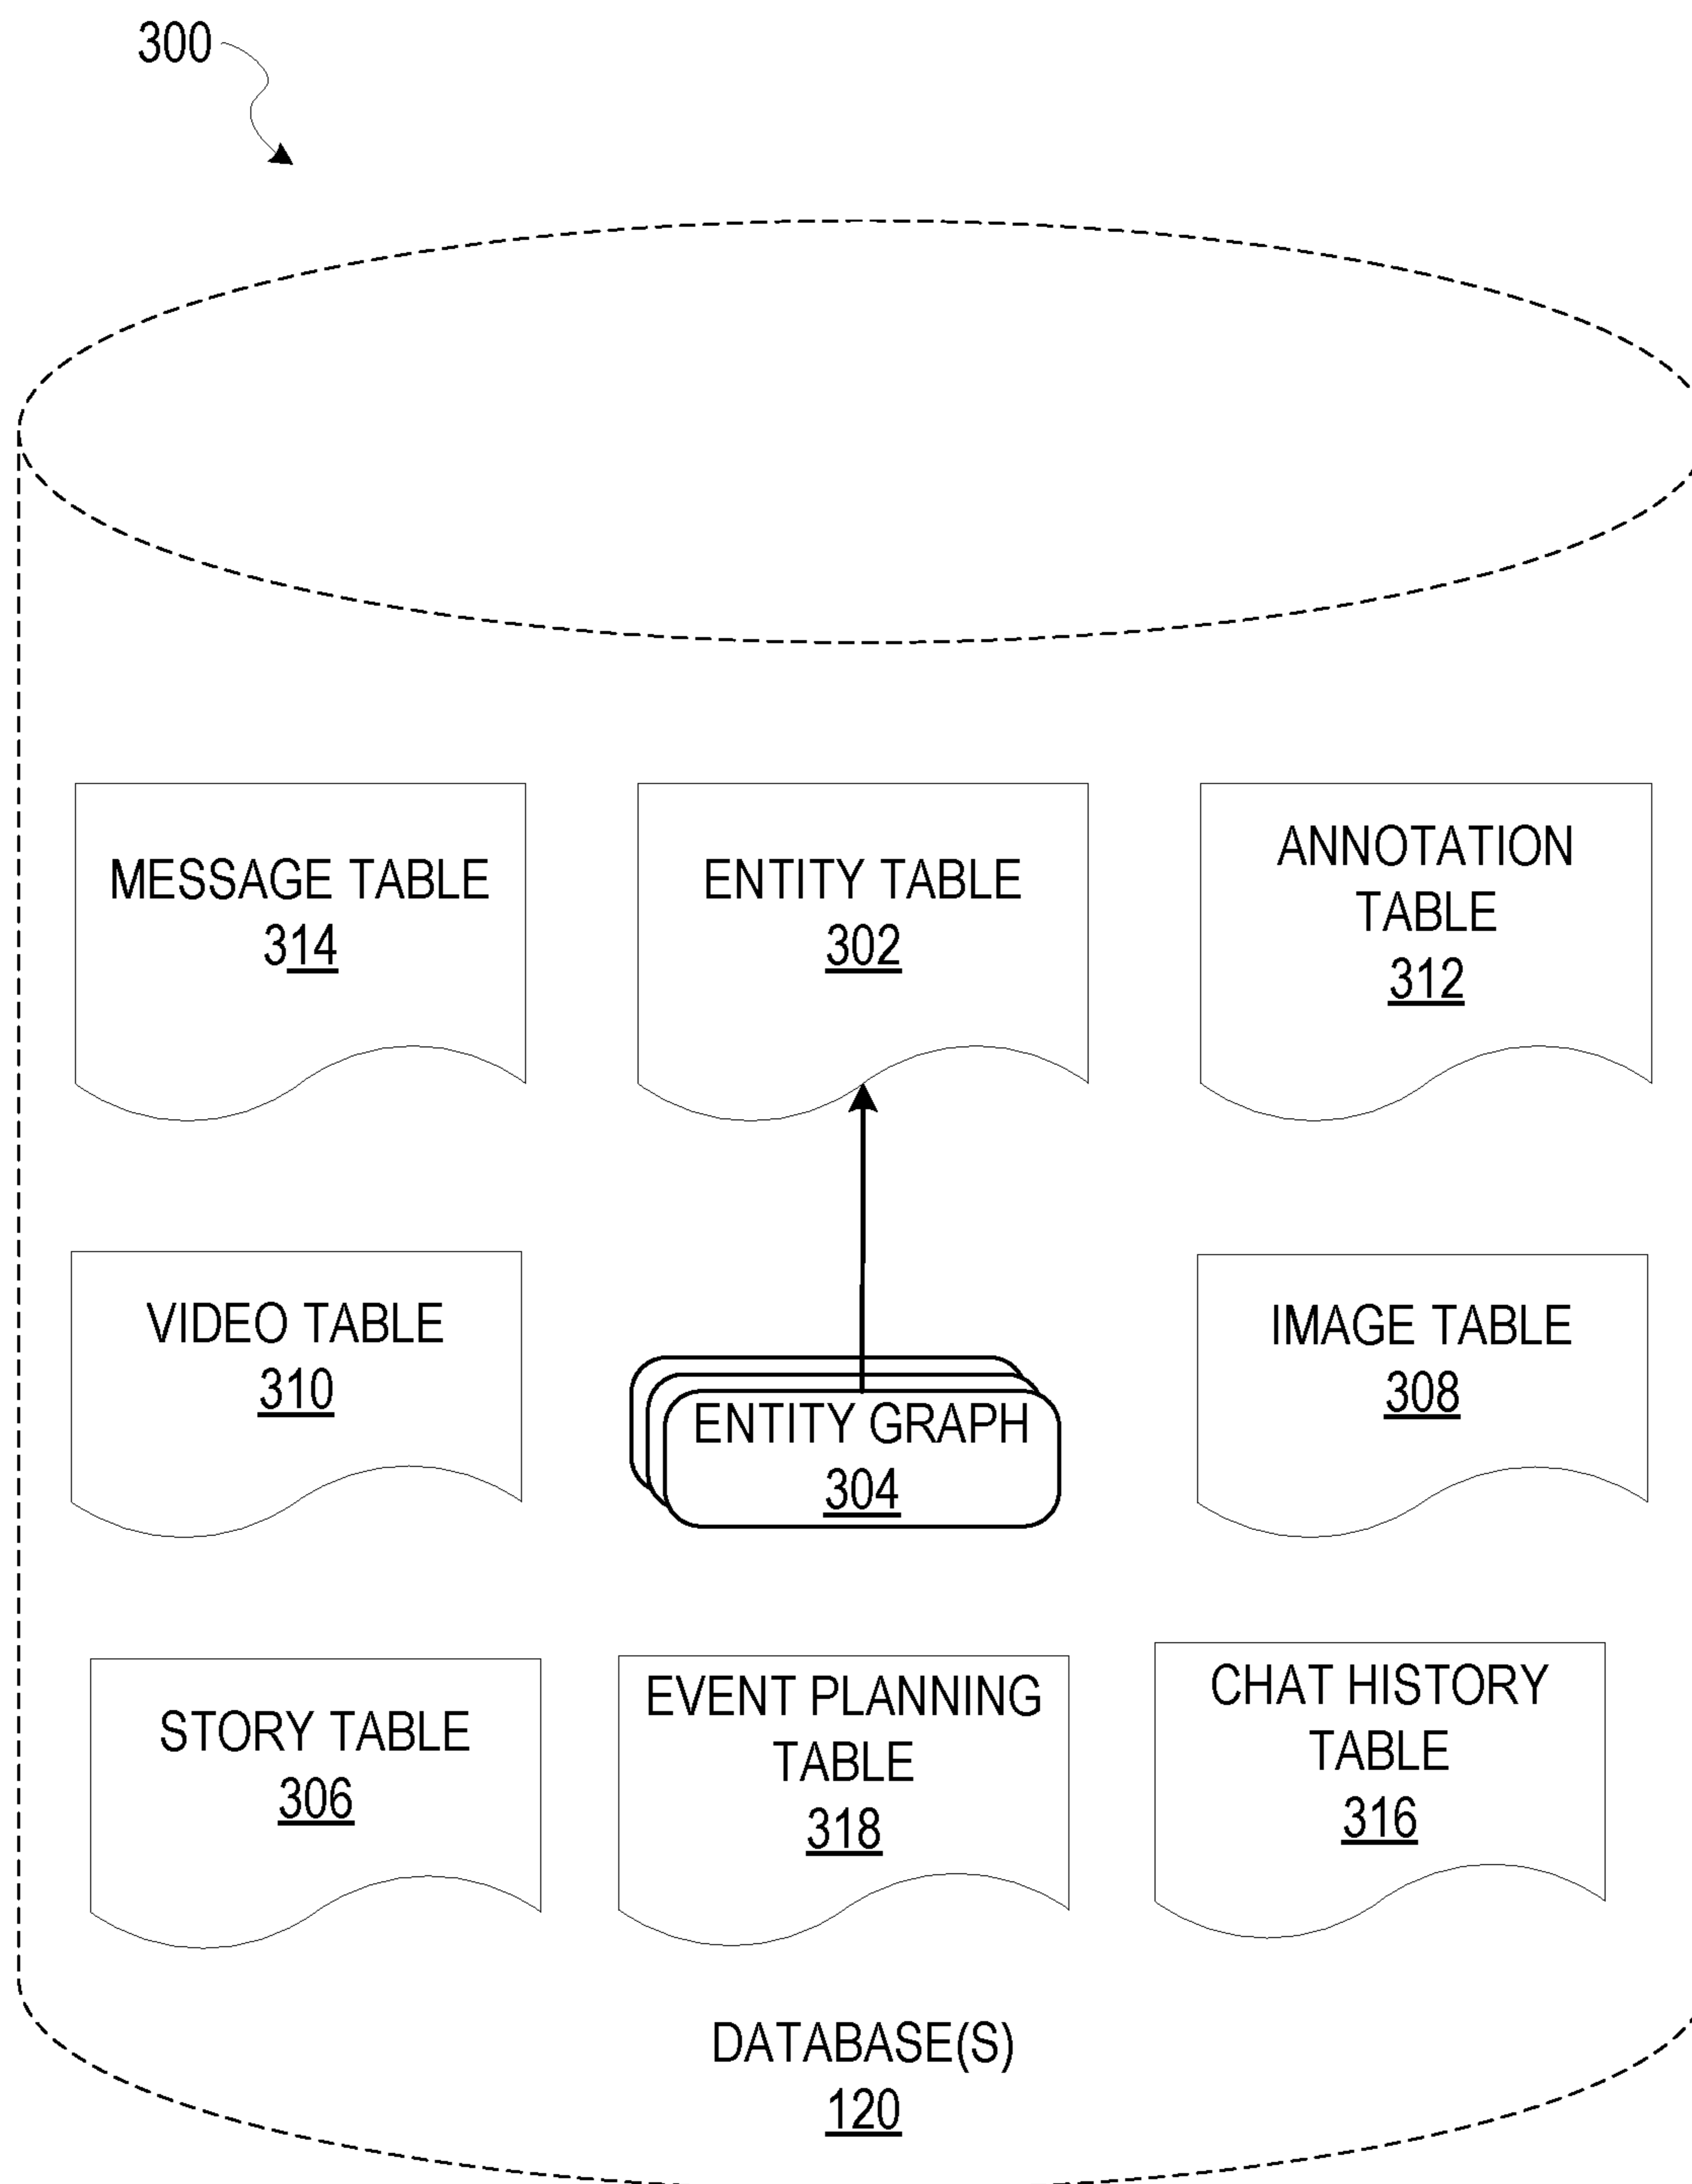 300
MESSAGE TABLE
314
ENTITY TABLE
302
ANNOTATION
TABLE
312
VIDEO TABLE
310
ENTITY GRAPH
304
IMAGE TABLE
308
STORY TABLE
306
EVENT PLANNING
TABLE
318
CHAT HISTORY
TABLE
316
DATABASE(S)
120